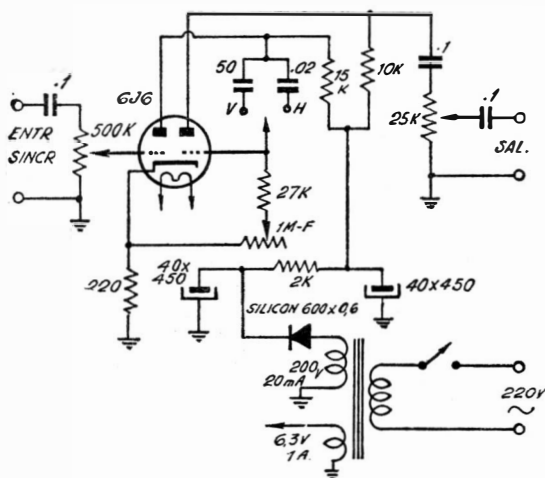 50
.02
15
K
10K
.1
.1
6J6
V
H
ENTR
SINCR
500K
25K
.1
SAL.
27K
1M-F
220
40x
450
2K
40x450
SILICON 600x0,6
200V
20mA
220V
6,3V
1A.